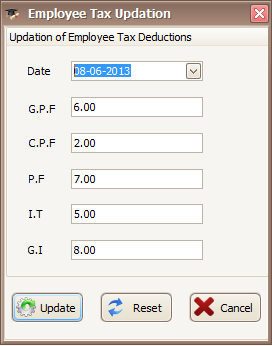 Employee Tax Updation
Updation of Employee Tax Deductions
Date 08-06-2013
G.P.F 6.00
C.P.F 2.00
P.F 7.00
I.T 5.00
G.I 8.00
Update Reset Cancel